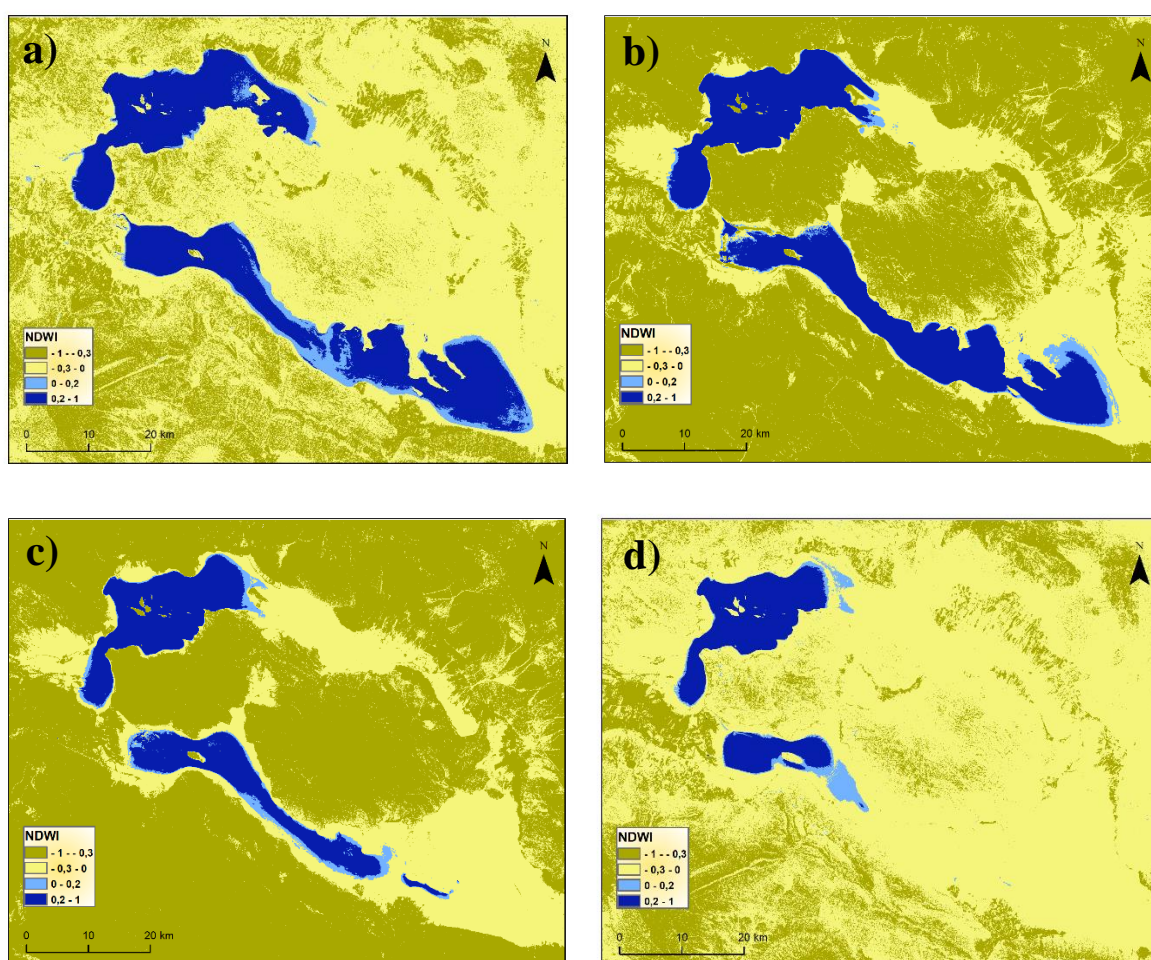 a)
N
NDWI
- 1 - - 0,3
- 0,3 - 0
0 - 0,2
0,2 - 1
0 10 20 km
b)
N
NDWI
- 1 - - 0,3
- 0,3 - 0
0 - 0,2
0,2 - 1
0 10 20 km
c)
N
NDWI
- 1 - - 0,3
- 0,3 - 0
0 - 0,2
0,2 - 1
0 10 20 km
d)
N
NDWI
- 1 - - 0,3
- 0,3 - 0
0 - 0,2
0,2 - 1
0 10 20 km